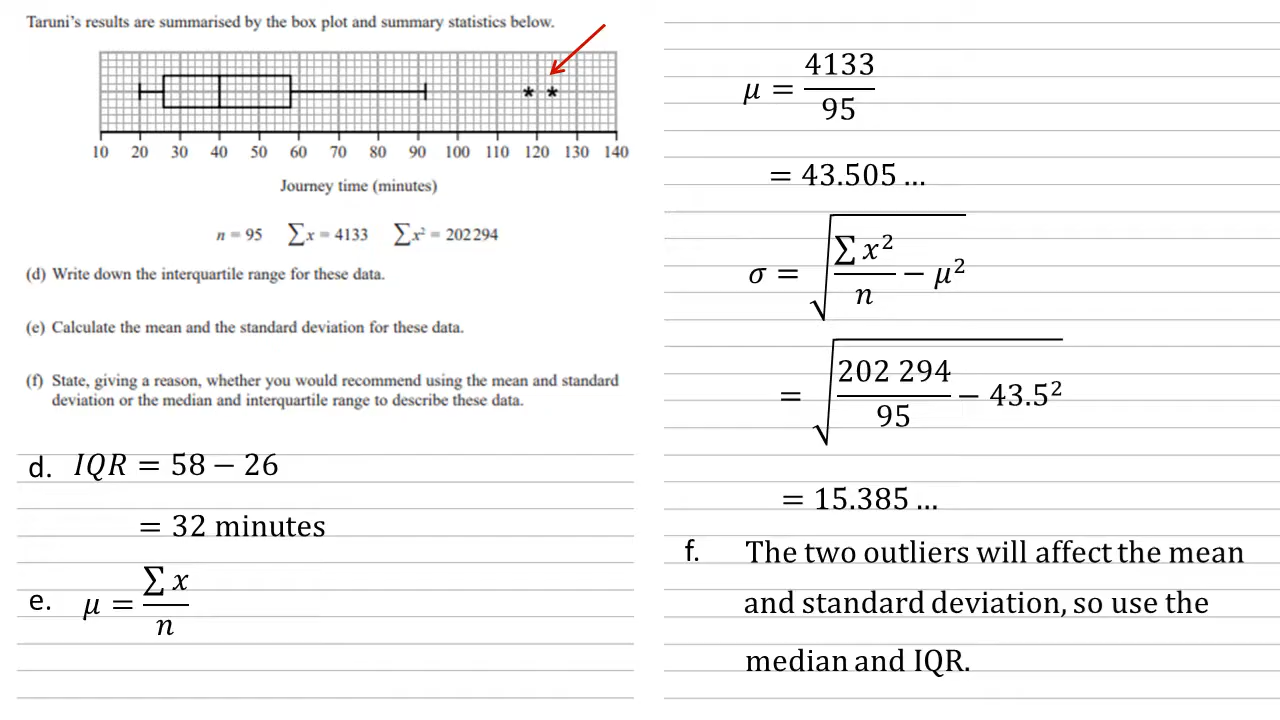 Taruni's results are summarised by the box plot and summary statistics below.
10 20 30 40 50 60 70 80 90 100 110 120 130 140
Journey time (minutes)
n = 95 ∑x = 4133 ∑x² = 202294
(d) Write down the interquartile range for these data.
(e) Calculate the mean and the standard deviation for these data.
(f) State, giving a reason, whether you would recommend using the mean and standard
deviation or the median and interquartile range to describe these data.
d. IQR = 58 − 26
= 32 minutes
e. μ = ∑ x / n
μ = 4133 / 95
= 43.505 …
σ = √(∑ x² / n − μ²)
= √(202 294 / 95 − 43.5²)
= 15.385 …
f. The two outliers will affect the mean
and standard deviation, so use the
median and IQR.